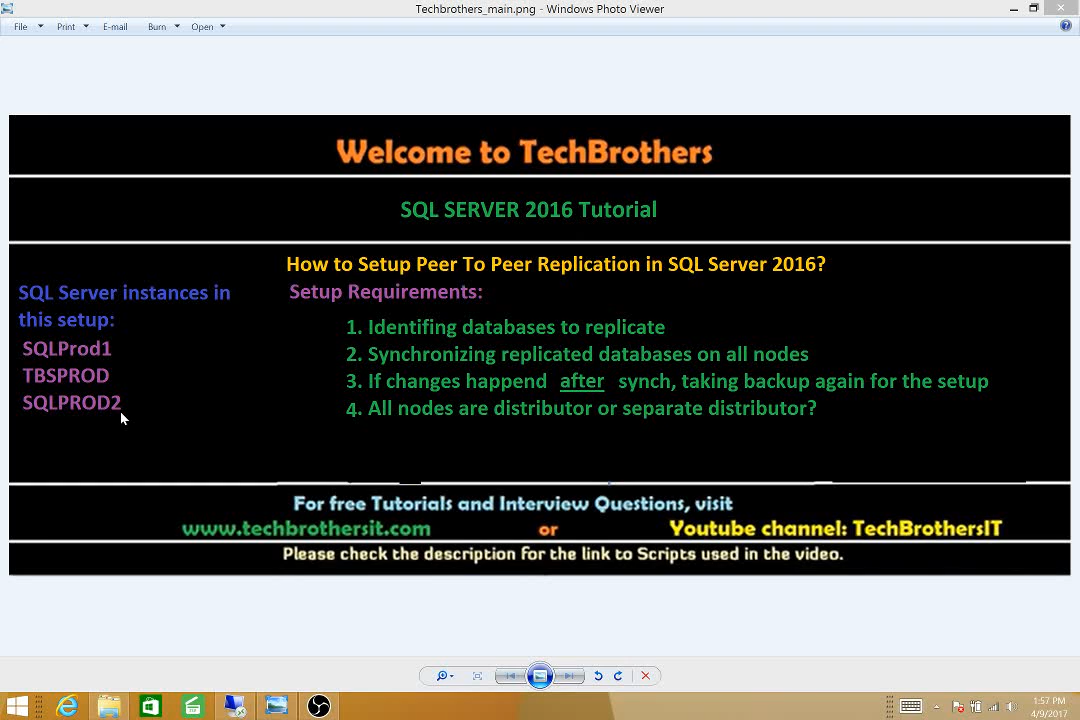 Techbrothers_main.png - Windows Photo Viewer
File Print E-mail Burn Open
Welcome to TechBrothers
SQL SERVER 2016 Tutorial
How to Setup Peer To Peer Replication in SQL Server 2016?
SQL Server instances in
this setup:
SQLProd1
TBSPROD
SQLPROD2
Setup Requirements:
1. Identifing databases to replicate
2. Synchronizing replicated databases on all nodes
3. If changes happend after synch, taking backup again for the setup
4. All nodes are distributor or separate distributor?
For free Tutorials and Interview Questions, visit
www.techbrothersit.com or Youtube channel: TechBrothersIT
Please check the description for the link to Scripts used in the video.
1:57 PM
4/9/2017